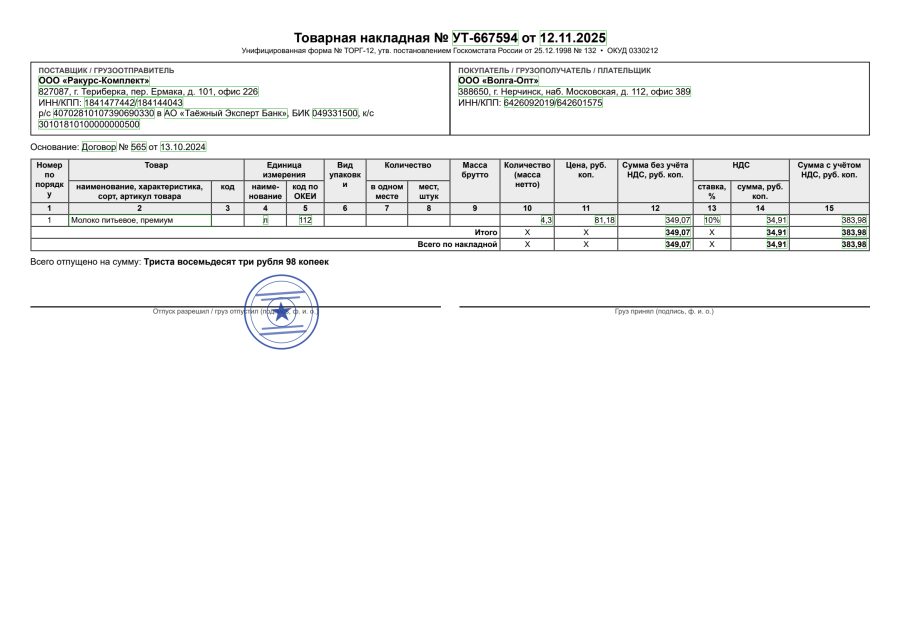 Товарная накладная № УТ-667594 от 12.11.2025
Унифицированная форма № ТОРГ-12, утв. постановлением Госкомстата России от 25.12.1998 № 132 • ОКУД 0330212
ПОСТАВЩИК / ГРУЗООТПРАВИТЕЛЬ
ООО «Ракурс-Комплект»
827087, г. Териберка, пер. Ермака, д. 101, офис 226
ИНН/КПП: 1841477442/184144043
р/с 40702810107390690330 в АО «Таёжный Эксперт Банк», БИК 049331500, к/с
30101810100000000500
ПОКУПАТЕЛЬ / ГРУЗОПОЛУЧАТЕЛЬ / ПЛАТЕЛЬЩИК
ООО «Волга-Опт»
388650, г. Нерчинск, наб. Московская, д. 112, офис 389
ИНН/КПП: 6426092019/642601575
Основание: Договор № 565 от 13.10.2024
Номер по порядку Товар Единица измерения Вид упаковки Количество Масса брутто Количество (масса нетто) Цена, руб. коп. Сумма без учёта НДС, руб. коп. НДС Сумма с учётом НДС, руб. коп.
наименование, характеристика, сорт, артикул товара код наиме-нование код по ОКЕИ в одном месте мест, штук ставка, % сумма, руб. коп.
1 2 3 4 5 6 7 8 9 10 11 12 13 14 15
1 Молоко питьевое, премиум л 112 4,3 81,18 349,07 10% 34,91 383,98
Итого X X 349,07 X 34,91 383,98
Всего по накладной X X 349,07 X 34,91 383,98
Всего отпущено на сумму: Триста восемьдесят три рубля 98 копеек
Отпуск разрешил / груз отпустил (подпись, ф. и. о.)
Груз принял (подпись, ф. и. о.)